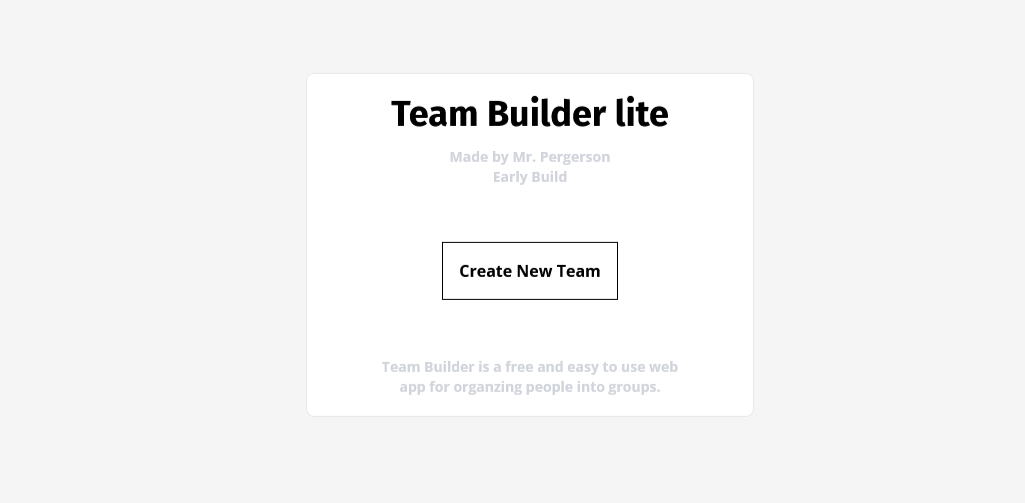 Team Builder lite
Made by Mr. Pergerson
Early Build
Create New Team
Team Builder is a free and easy to use web
app for organzing people into groups.